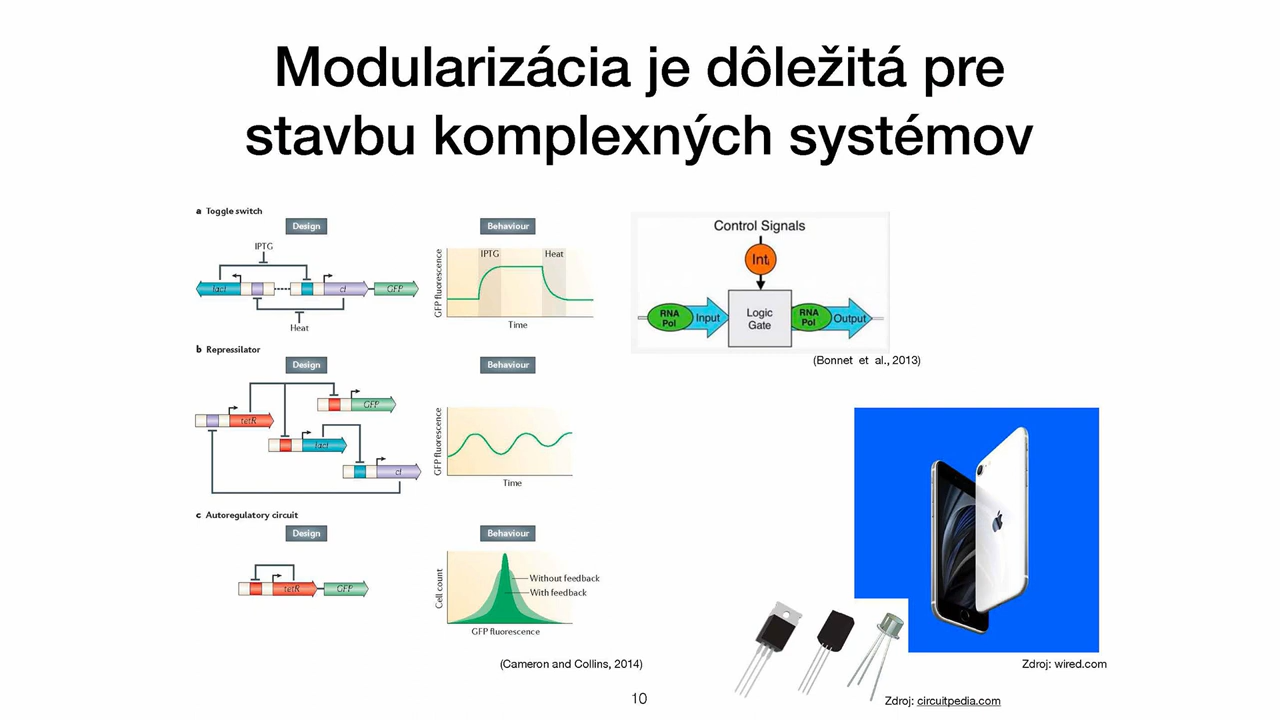 Modularizácia je dôležitá pre
stavbu komplexných systémov
a Toggle switch
Design
Behaviour
IPTG
lacI
cI
GFP
Heat
GFP fluorescence
IPTG
Heat
Time
b Repressilator
Design
Behaviour
tetR
GFP
lacI
cI
GFP fluorescence
Time
c Autoregulatory circuit
Design
Behaviour
tetR
GFP
Cell count
Without feedback
With feedback
GFP fluorescence
(Cameron and Collins, 2014)
Control Signals
Inti
RNA
Pol
Input
Logic
Gate
RNA
Pol
Output
(Bonnet et al., 2013)
Zdroj: wired.com
Zdroj: circuitpedia.com
10